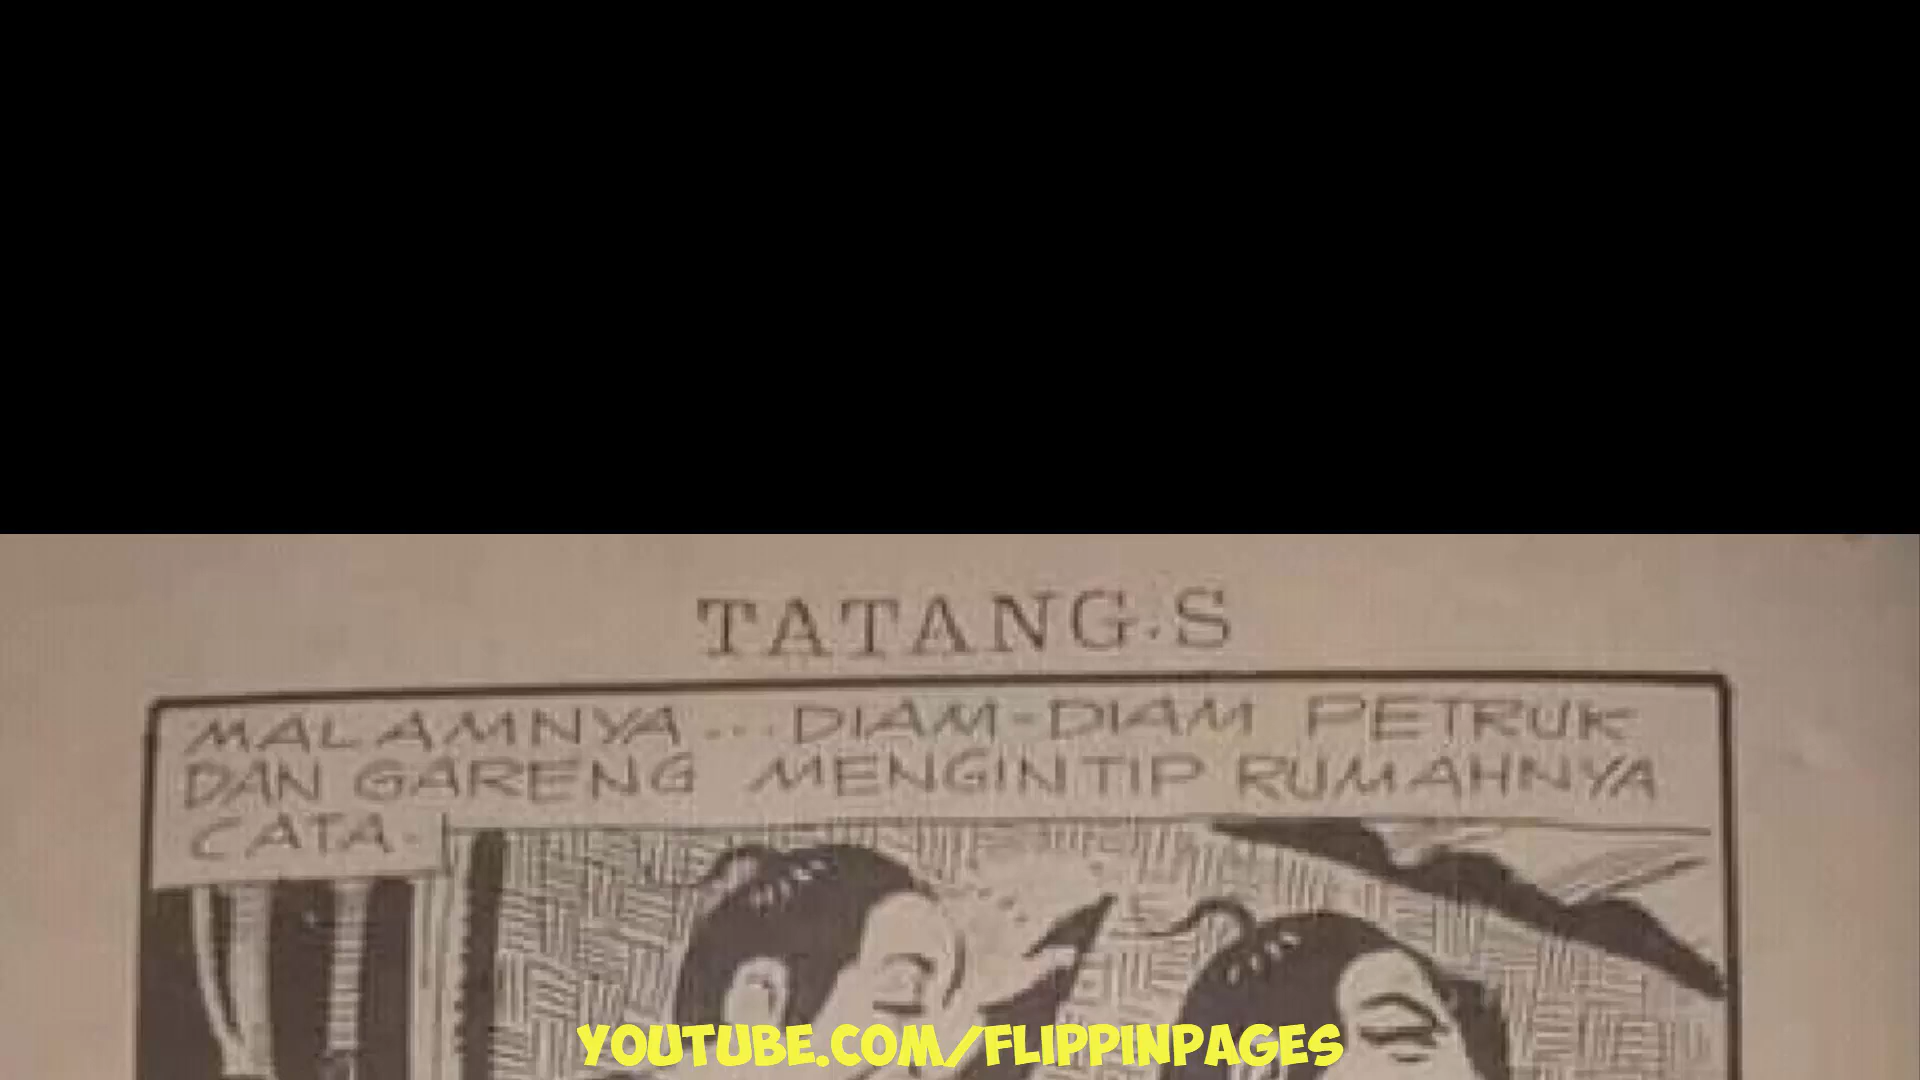 TATANG.S
MALAMNYA... DIAM-DIAM PETRUK
DAN GARENG MENGINTIP RUMAHNYA
CATA.
YOUTUBE.COM/FLIPPINPAGES